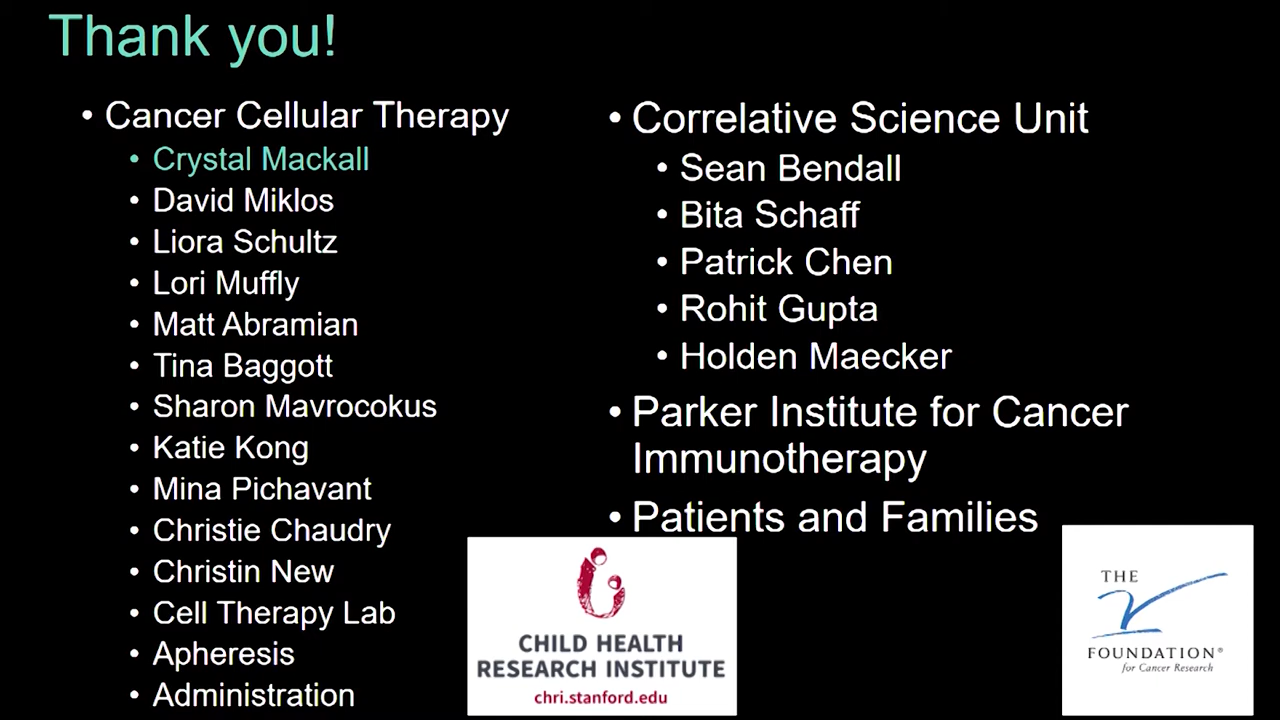 Thank you!
• Cancer Cellular Therapy
• Crystal Mackall
• David Miklos
• Liora Schultz
• Lori Muffly
• Matt Abramian
• Tina Baggott
• Sharon Mavrocokus
• Katie Kong
• Mina Pichavant
• Christie Chaudry
• Christin New
• Cell Therapy Lab
• Apheresis
• Administration
• Correlative Science Unit
• Sean Bendall
• Bita Schaff
• Patrick Chen
• Rohit Gupta
• Holden Maecker
• Parker Institute for Cancer
Immunotherapy
• Patients and Families
CHILD HEALTH
RESEARCH INSTITUTE
chri.stanford.edu
THE
V
FOUNDATION®
for Cancer Research